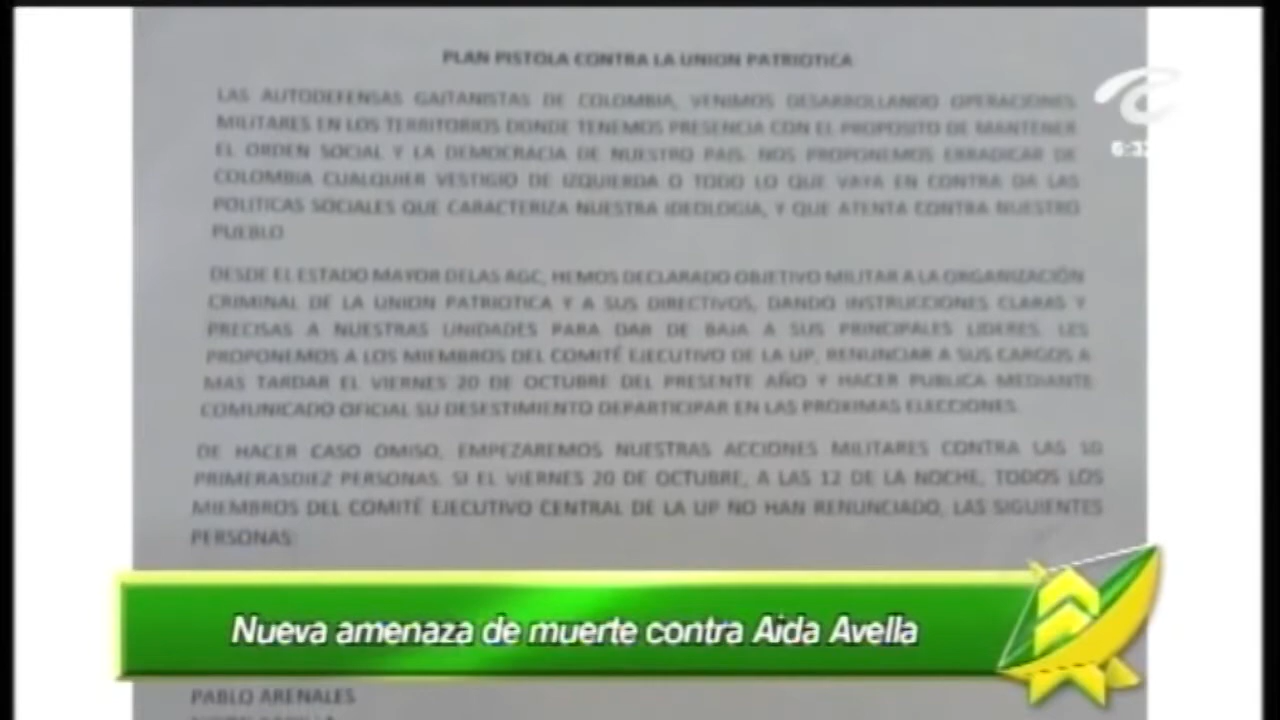 PLAN PISTOLA CONTRA LA UNION PATRIOTICA
LAS AUTODEFENSAS GAITANISTAS DE COLOMBIA, VENIMOS DESARROLLANDO OPERACIONES
MILITARES EN LOS TERRITORIOS DONDE TENEMOS PRESENCIA CON EL PROPOSITO DE MANTENER
EL ORDEN SOCIAL Y LA DEMOCRACIA DE NUESTRO PAIS. NOS PROPONEMOS ERRADICAR DE
COLOMBIA CUALQUIER VESTIGIO DE IZQUIERDA O TODO LO QUE VAYA EN CONTRA DA LAS
POLITICAS SOCIALES QUE CARACTERIZA NUESTRA IDEOLOGIA, Y QUE ATENTA CONTRA NUESTRO
PUEBLO
DESDE EL ESTADO MAYOR DELAS AGC, HEMOS DECLARADO OBJETIVO MILITAR A LA ORGANIZACIÓN
CRIMINAL DE LA UNION PATRIOTICA Y A SUS DIRECTIVOS, DANDO INSTRUCCIONES CLARAS Y
PRECISAS A NUESTRAS UNIDADES PARA DAR DE BAJA A SUS PRINCIPALES LIDERES. LES
PROPONEMOS A LOS MIEMBROS DEL COMITÉ EJECUTIVO DE LA UP, RENUNCIAR A SUS CARGOS A
MAS TARDAR EL VIERNES 20 DE OCTUBRE DEL PRESENTE AÑO Y HACER PUBLICA MEDIANTE
COMUNICADO OFICIAL SU DESESTIMIENTO DEPARTICIPAR EN LAS PROXIMAS ELECCIONES.
DE HACER CASO OMISO, EMPEZAREMOS NUESTRAS ACCIONES MILITARES CONTRA LAS 10
PRIMERASDIEZ PERSONAS. SI EL VIERNES 20 DE OCTUBRE, A LAS 12 DE LA NOCHE, TODOS LOS
MIEMBROS DEL COMITÉ EJECUTIVO CENTRAL DE LA UP NO HAN RENUNCIADO, LAS SIGUIENTES
PERSONAS:
6:32
Nueva amenaza de muerte contra Aida Avella
PABLO ARENALES